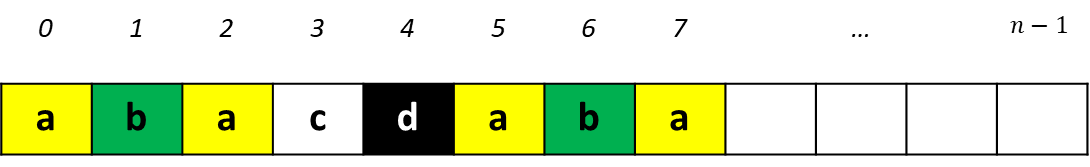 0 1 2 3 4 5 6 7 ... n − 1
a b a c d a b a